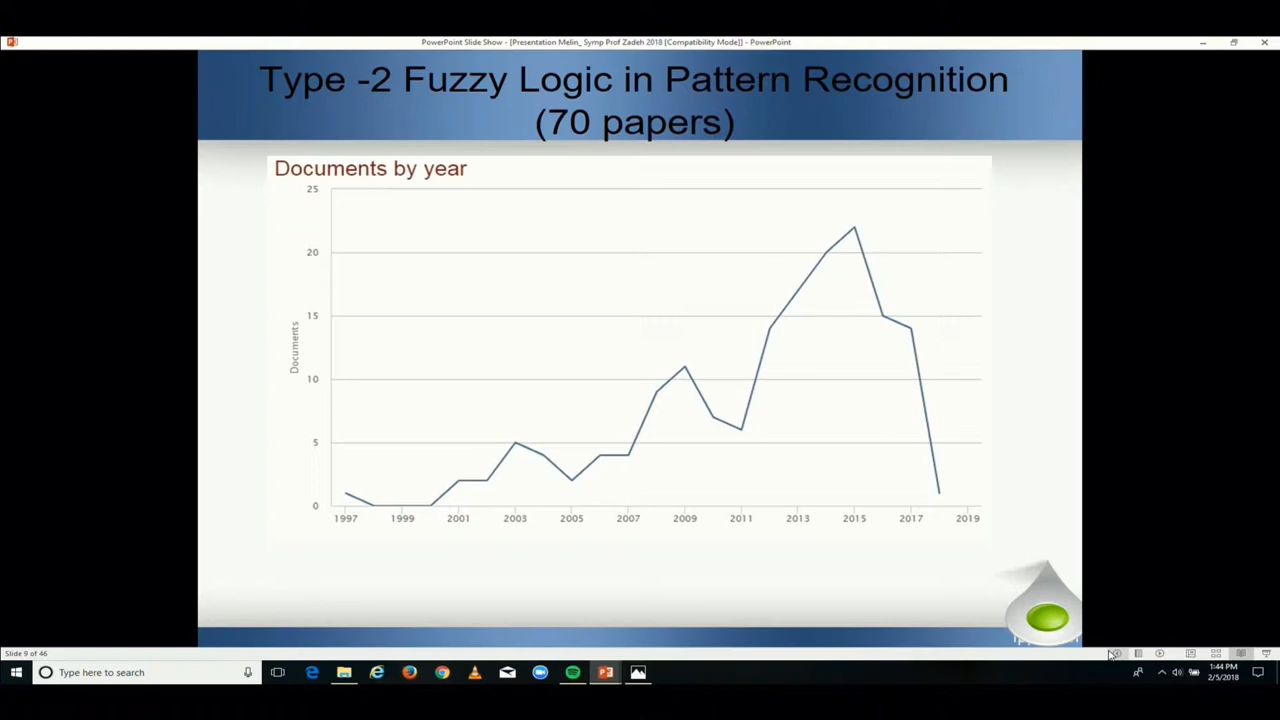 PowerPoint Slide Show - [Presentation Melin_ Symp Prof Zadeh 2018 [Compatibility Mode]] - PowerPoint
Type -2 Fuzzy Logic in Pattern Recognition
(70 papers)
Documents by year
25
20
15
10
5
0
Documents
1997 1999 2001 2003 2005 2007 2009 2011 2013 2015 2017 2019
Slide 9 of 46
Type here to search
1:44 PM
2/5/2018